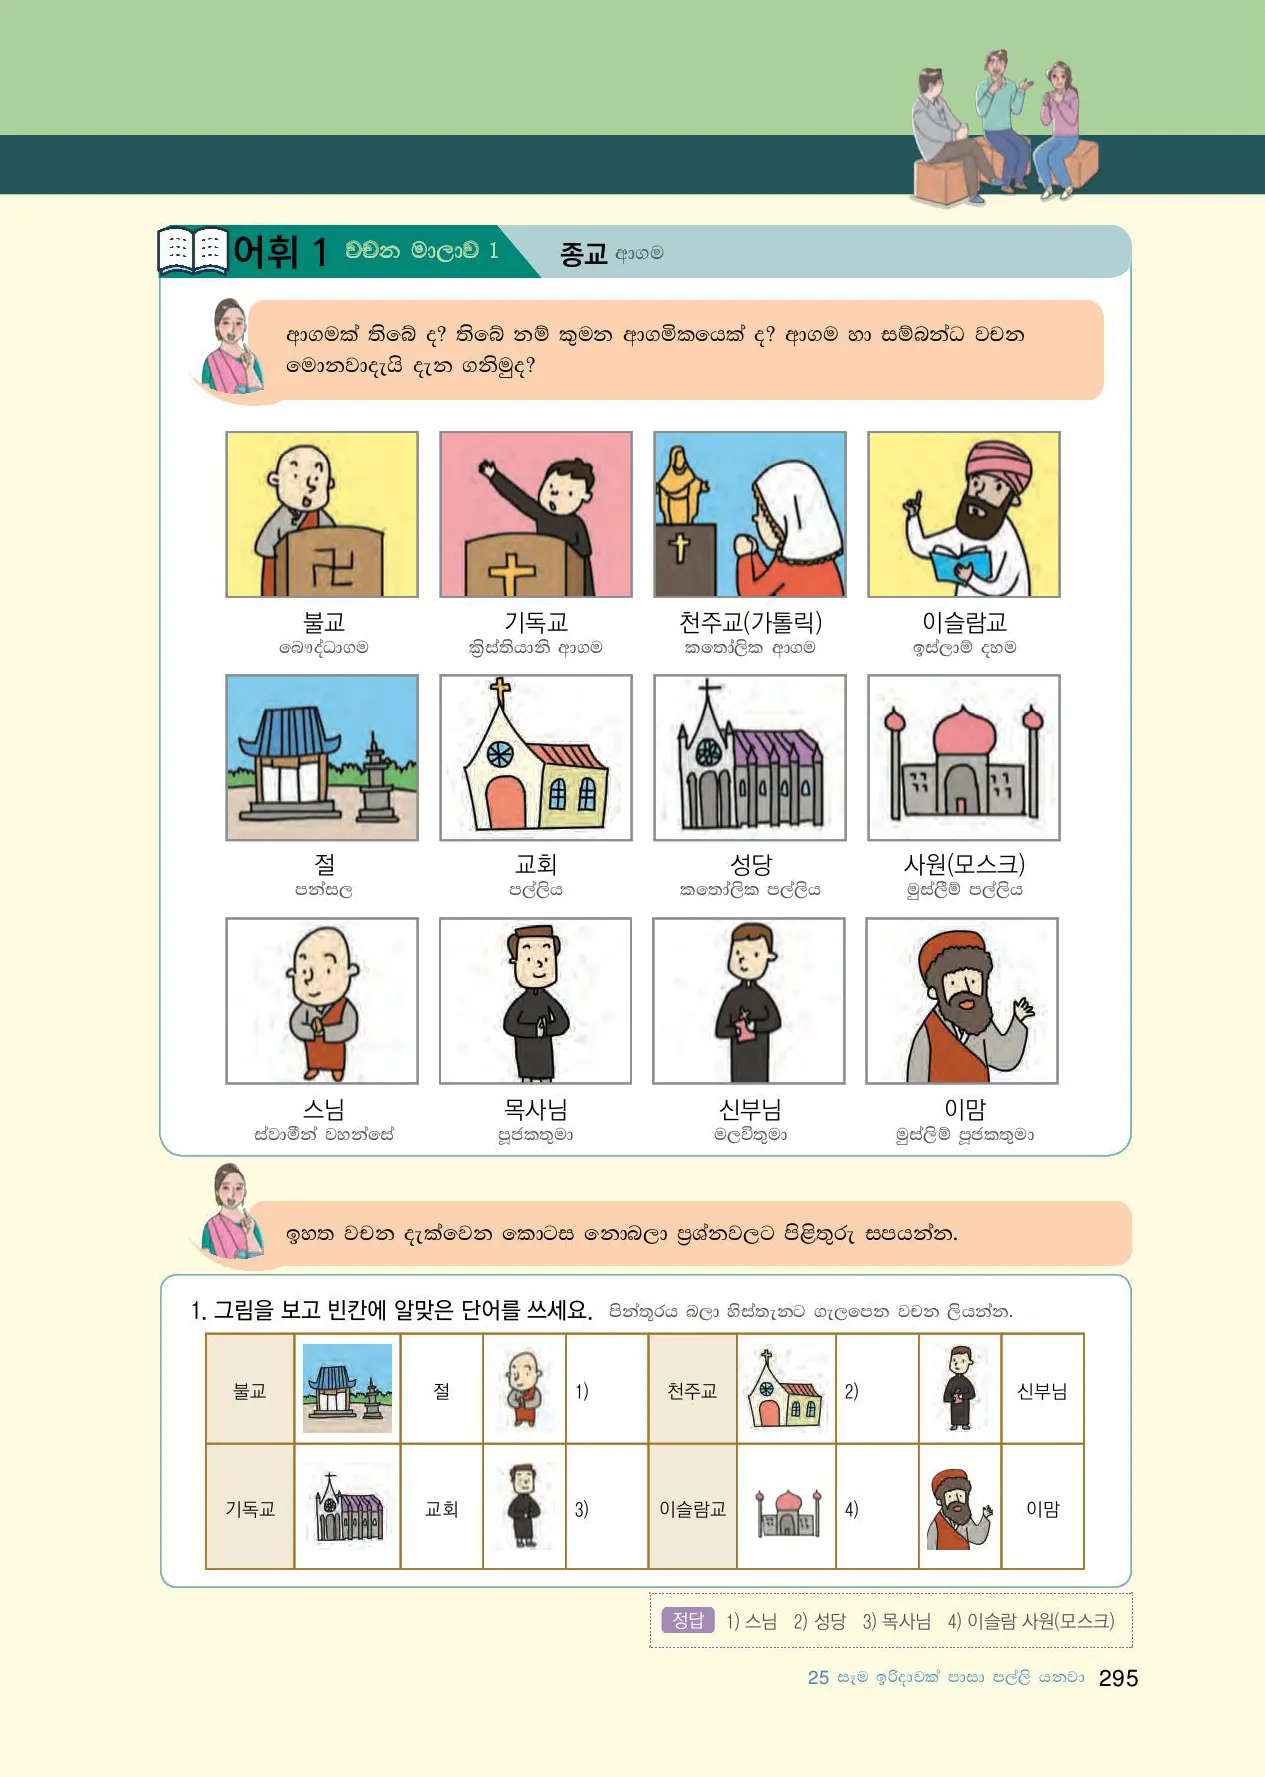 어휘 1 වචන මාලාව 1 종교 ආගම
ආගමක් තිබේ ද? තිබේ නම් කුමන ආගමිකයෙක් ද? ආගම හා සම්බන්ධ වචන
මොනවාදැයි දැන ගනිමුද?
불교 기독교 천주교(가톨릭) 이슬람교
බෞද්ධාගම ක්‍රිස්තියානි ආගම කතෝලික ආගම ඉස්ලාම් දහම
절 교회 성당 사원(모스크)
පන්සල පල්ලිය කතෝලික පල්ලිය මුස්ලීම් පල්ලිය
스님 목사님 신부님 이맘
ස්වාමීන් වහන්සේ පූජකතුමා මලවිතුමා මුස්ලිම් පූජකතුමා
ඉහත වචන දැක්වෙන කොටස නොබලා ප්‍රශ්නවලට පිළිතුරු සපයන්න.
1. 그림을 보고 빈칸에 알맞은 단어를 쓰세요. පින්තූරය බලා හිස්තැනට ගැලපෙන වචන ලියන්න.
불교 절 1) 천주교 2) 신부님
기독교 교회 3) 이슬람교 4) 이맘
정답 1) 스님 2) 성당 3) 목사님 4) 이슬람 사원(모스크)
25 සෑම ඉරිදාවක් පාසා පල්ලි යනවා 295